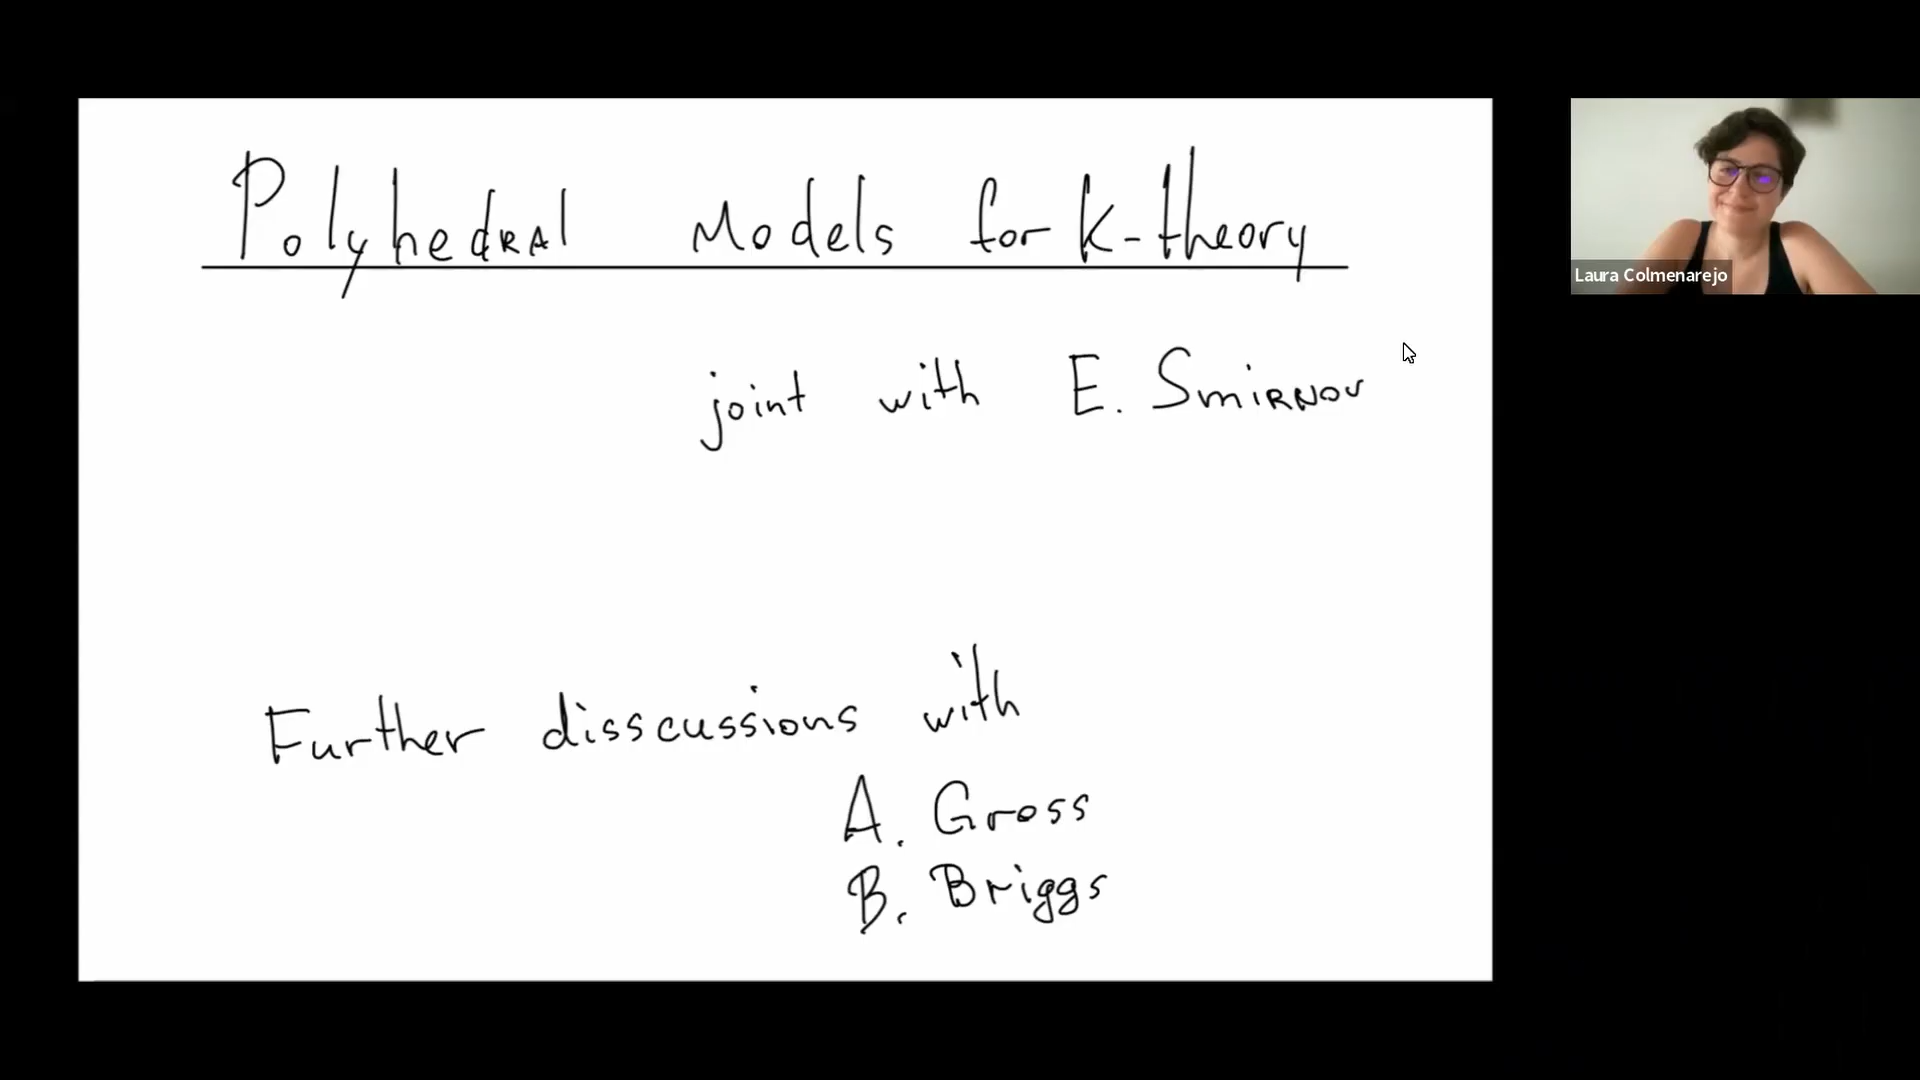 Polyhedral Models for K-theory
joint with E. Smirnov
Further disscussions with
A. Gross
B. Briggs
Laura Colmenarejo